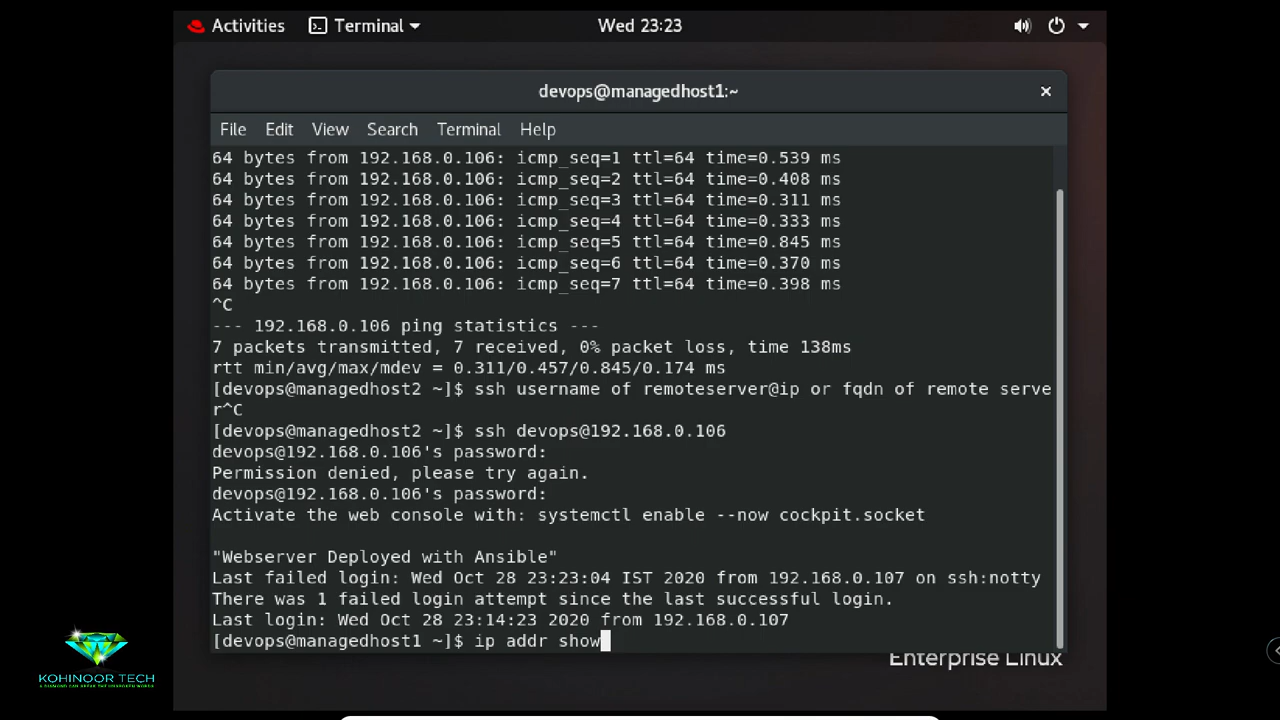 Activities Terminal Wed 23:23
devops@managedhost1:~
File Edit View Search Terminal Help
64 bytes from 192.168.0.106: icmp_seq=1 ttl=64 time=0.539 ms
64 bytes from 192.168.0.106: icmp_seq=2 ttl=64 time=0.408 ms
64 bytes from 192.168.0.106: icmp_seq=3 ttl=64 time=0.311 ms
64 bytes from 192.168.0.106: icmp_seq=4 ttl=64 time=0.333 ms
64 bytes from 192.168.0.106: icmp_seq=5 ttl=64 time=0.845 ms
64 bytes from 192.168.0.106: icmp_seq=6 ttl=64 time=0.370 ms
64 bytes from 192.168.0.106: icmp_seq=7 ttl=64 time=0.398 ms
^C
--- 192.168.0.106 ping statistics ---
7 packets transmitted, 7 received, 0% packet loss, time 138ms
rtt min/avg/max/mdev = 0.311/0.457/0.845/0.174 ms
[devops@managedhost2 ~]$ ssh username of remoteserver@ip or fqdn of remote serve
r^C
[devops@managedhost2 ~]$ ssh devops@192.168.0.106
devops@192.168.0.106's password:
Permission denied, please try again.
devops@192.168.0.106's password:
Activate the web console with: systemctl enable --now cockpit.socket
"Webserver Deployed with Ansible"
Last failed login: Wed Oct 28 23:23:04 IST 2020 from 192.168.0.107 on ssh:notty
There was 1 failed login attempt since the last successful login.
Last login: Wed Oct 28 23:14:23 2020 from 192.168.0.107
[devops@managedhost1 ~]$ ip addr show
Enterprise Linux
KOHINOOR TECH
A DIAMOND CAN BREAK THE UNBROKEN WORDS